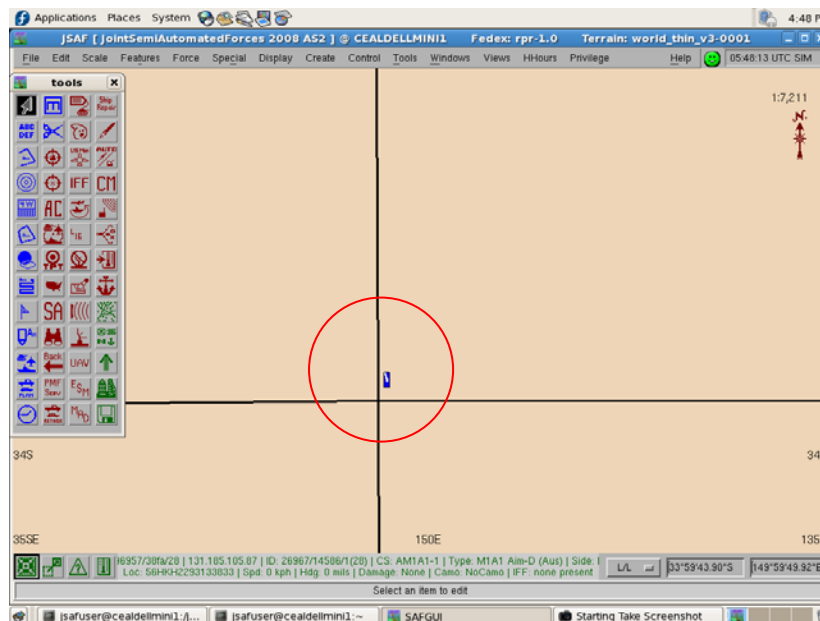 Applications Places System 4:48 P
JSAF [ JointSemiAutomatedForces 2008 AS2 ] @ CEALDELLMINI1 Fedex: rpr-1.0 Terrain: world_thin_v3-0001
File Edit Scale Features Force Special Display Create Control Tools Windows Views HHours Privilege Help 05:48:13 UTC SIM
tools
1:7,211
N
Ship
Repair
ABC
DEF
IFF CM
AC L16
SA
Back UAV
PMF
Serv ESM
MAD
34S 34
35SE 150E 135
06957/38fa/28 | 131.185.105.87 | ID: 26967/14586/1(28) | CS: AM1A1-1 | Type: M1A1 Aim-D (Aus) | Side:
Loc: 56HKH2293133833 | Spd: 0 kph | Hdg: 0 mils | Damage: None | Camo: NoCamo | IFF: none present
L/L 33°59'43.90"S 149°59'49.92"E
Select an item to edit
jsafuser@cealdellmini1:/j... jsafuser@cealdellmini1:~ SAFGUI Starting Take Screenshot